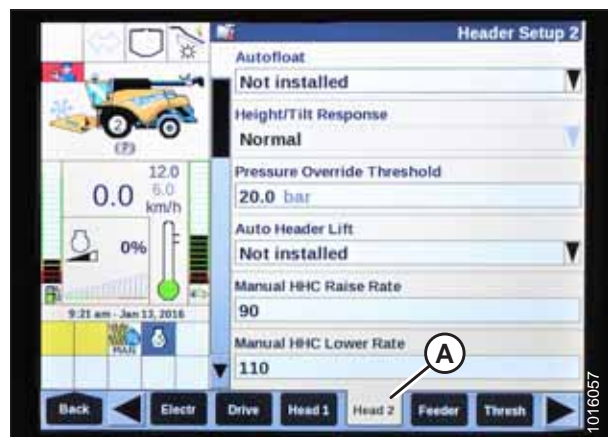 Header Setup 2
Autofloat
Not installed
Height/Tilt Response
Normal
Pressure Override Threshold
20.0 bar
Auto Header Lift
Not installed
Manual HHC Raise Rate
90
Manual HHC Lower Rate
110
2
(P)
12.0
0.0 6.0
km/h
0%
9:21 am - Jan 13, 2016
MAN
A
Back Electr Drive Head 1 Head 2 Feeder Thresh
1016057